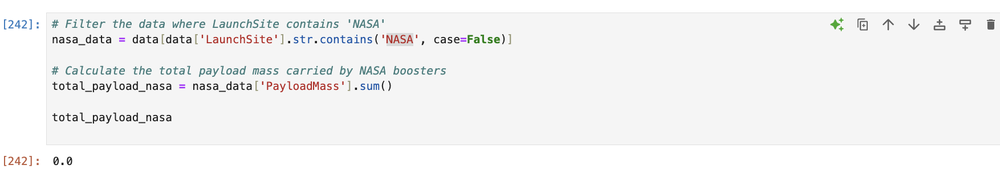 [242]: # Filter the data where LaunchSite contains 'NASA'
nasa_data = data[data['LaunchSite'].str.contains('NASA', case=False)]
# Calculate the total payload mass carried by NASA boosters
total_payload_nasa = nasa_data['PayloadMass'].sum()
total_payload_nasa
[242]: 0.0